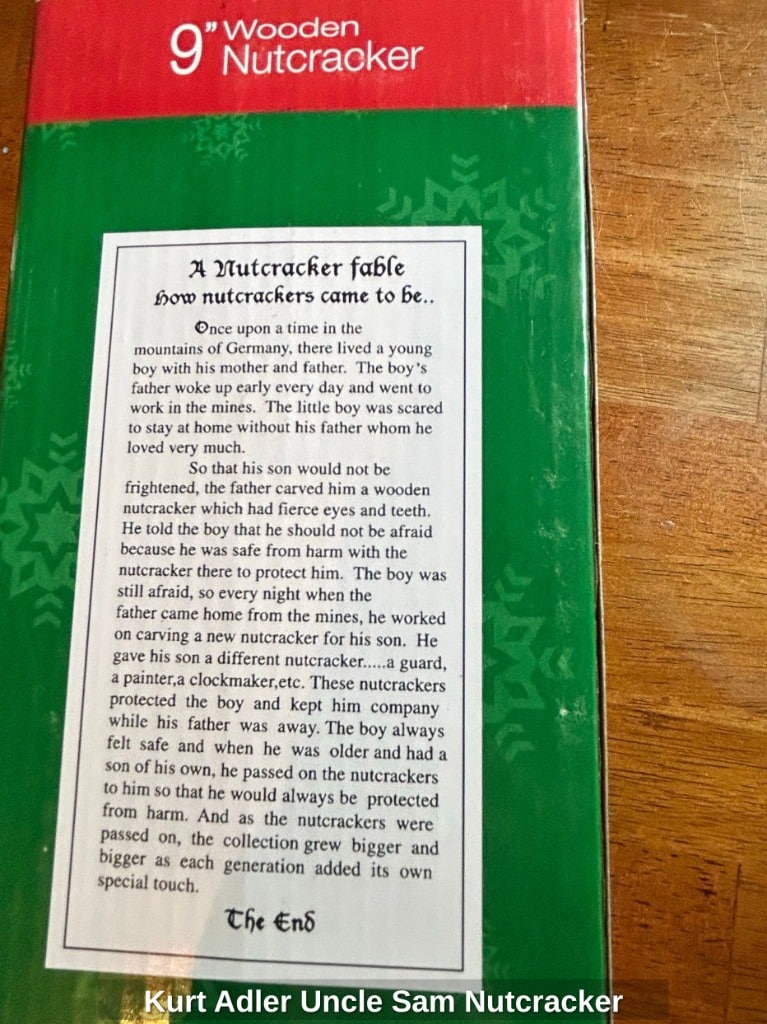 9” Wooden
Nutcracker
A Nutcracker fable
How nutcrackers came to be..
Once upon a time in the
mountains of Germany, there lived a young
boy with his mother and father. The boy's
father woke up early every day and went to
work in the mines. The little boy was scared
to stay at home without his father whom he
loved very much.
So that his son would not be
frightened, the father carved him a wooden
nutcracker which had fierce eyes and teeth.
He told the boy that he should not be afraid
because he was safe from harm with the
nutcracker there to protect him. The boy was
still afraid, so every night when the
father came home from the mines, he worked
on carving a new nutcracker for his son. He
gave his son a different nutcracker.....a guard,
a painter,a clockmaker,etc. These nutcrackers
protected the boy and kept him company
while his father was away. The boy always
felt safe and when he was older and had a
son of his own, he passed on the nutcrackers
to him so that he would always be protected
from harm. And as the nutcrackers were
passed on, the collection grew bigger and
bigger as each generation added its own
special touch.
The End
Kurt Adler Uncle Sam Nutcracker